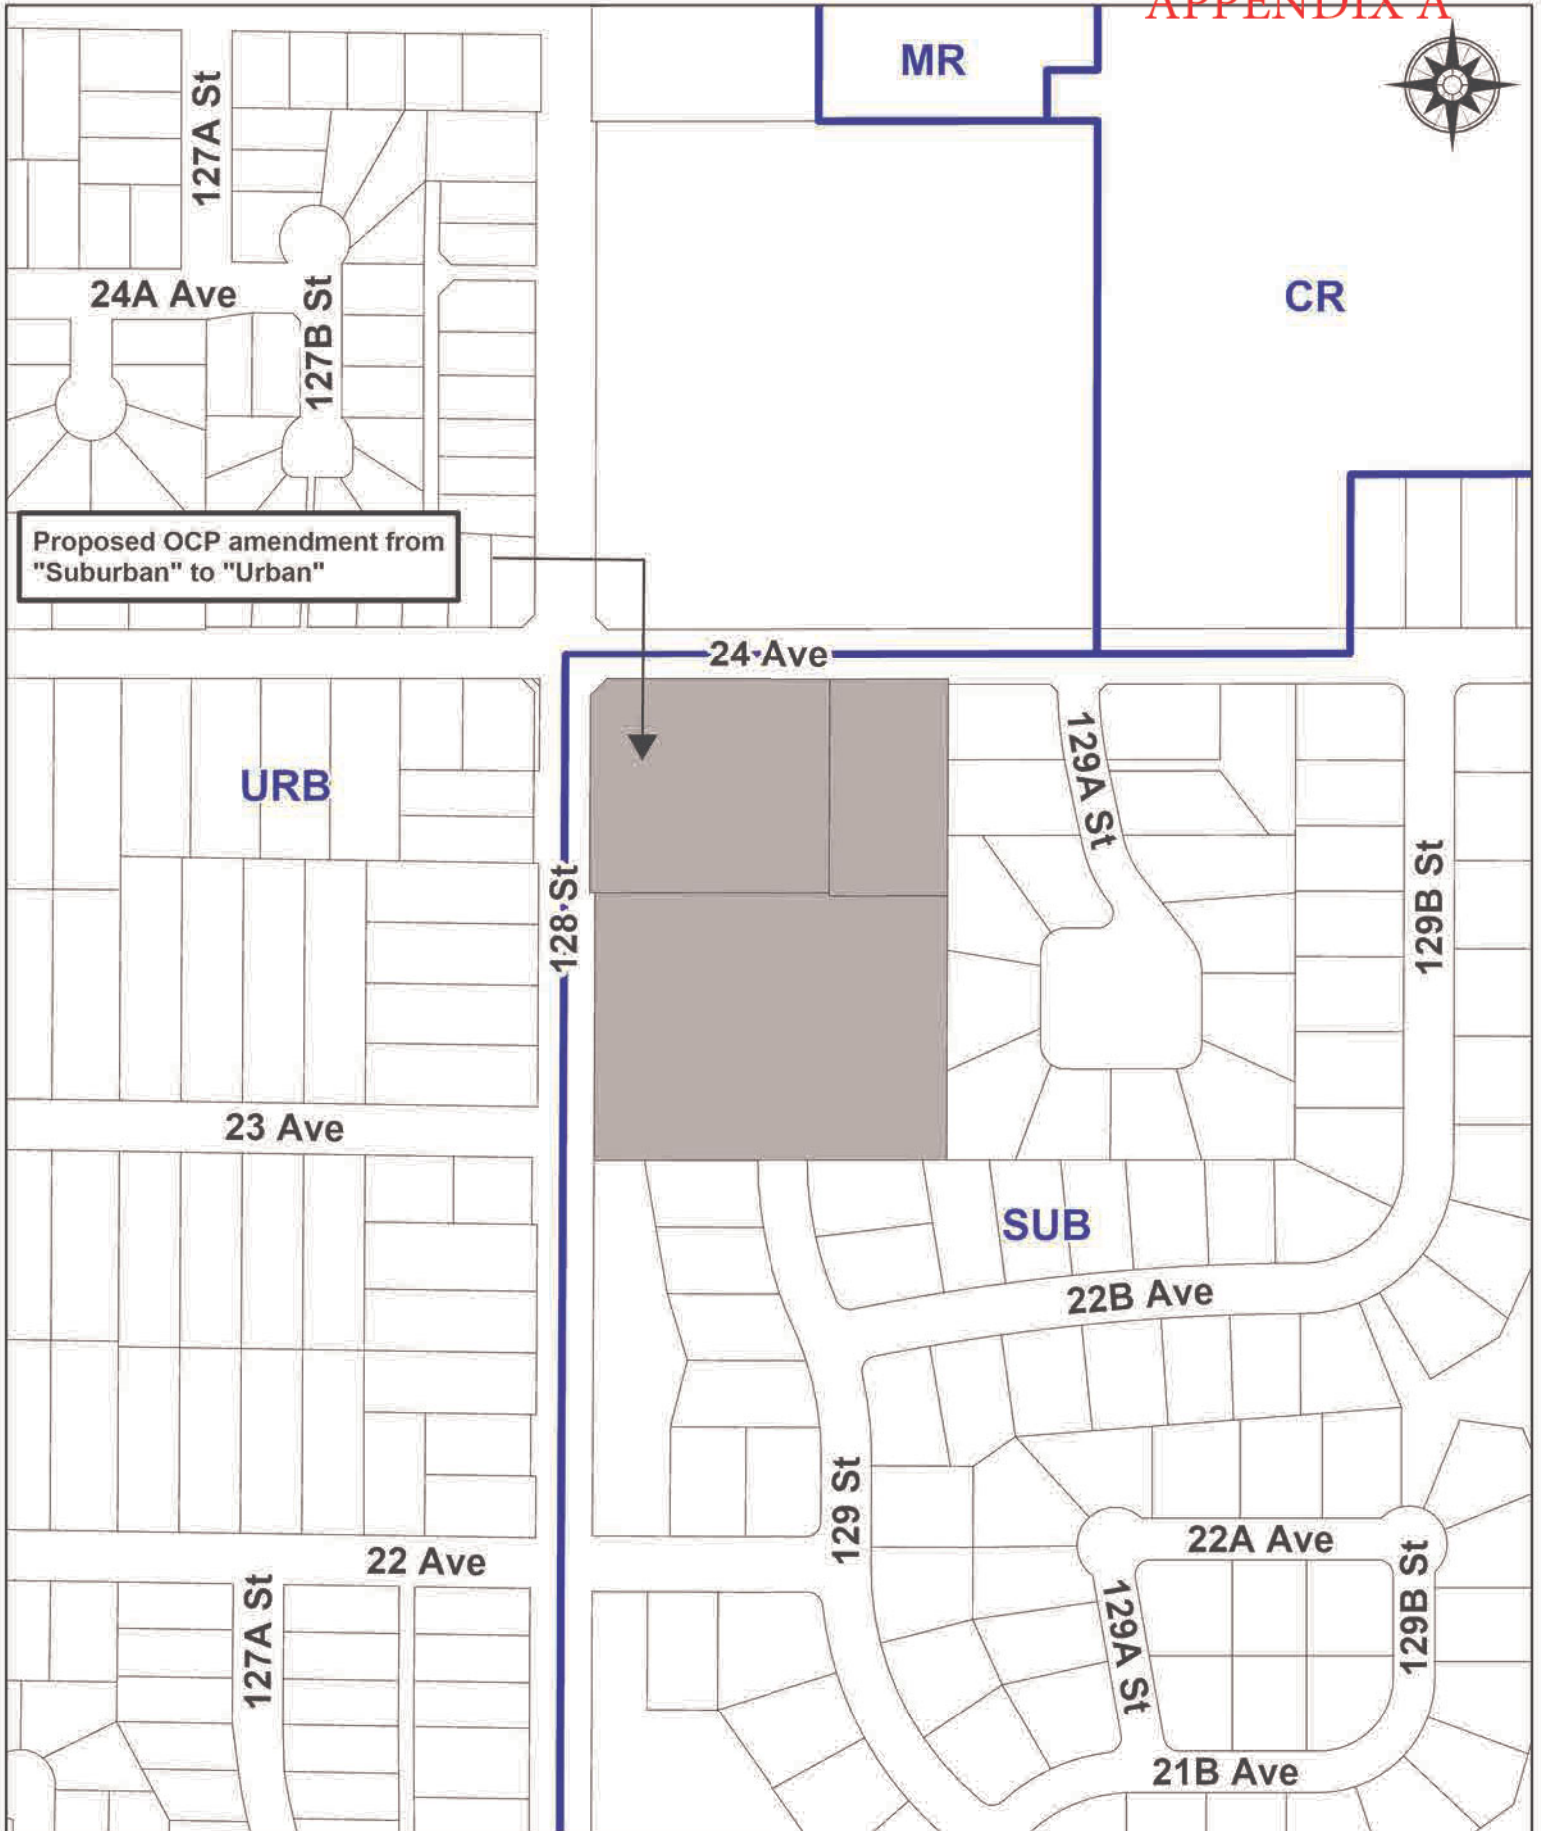 APPENDIX A
MR
127A St
CR
24A Ave
127B St
Proposed OCP amendment from
"Suburban" to "Urban"
24 Ave
129A St
URB
128 St
129B St
23 Ave
SUB
22B Ave
129 St
22A Ave
22 Ave
129B St
127A St
129A St
21B Ave